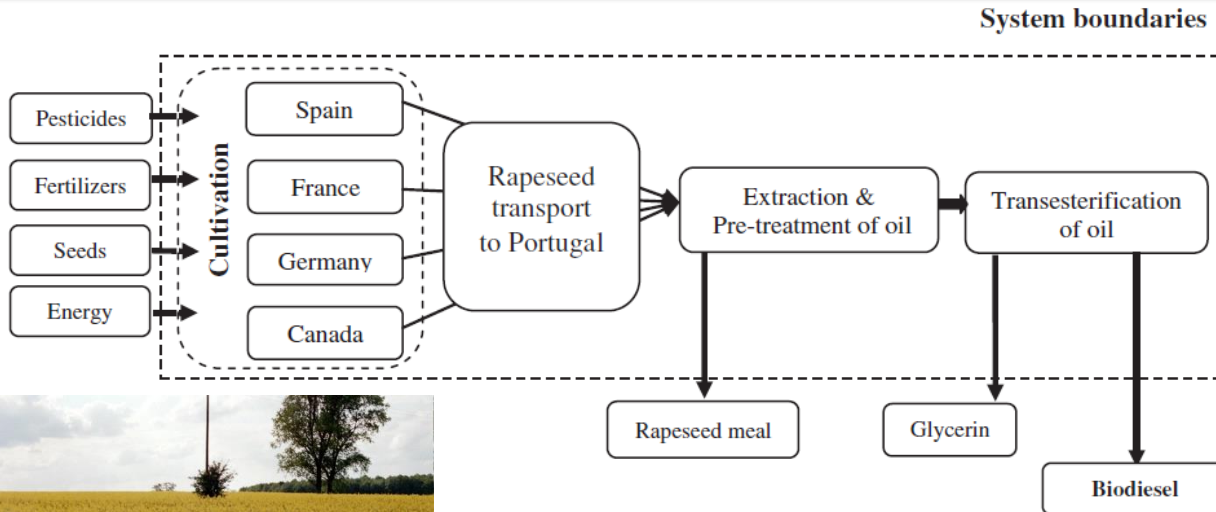 System boundaries
Pesticides
Fertilizers
Seeds
Energy
Cultivation
Spain
France
Germany
Canada
Rapeseed
transport
to Portugal
Extraction &
Pre-treatment of oil
Transesterification
of oil
Rapeseed meal
Glycerin
Biodiesel